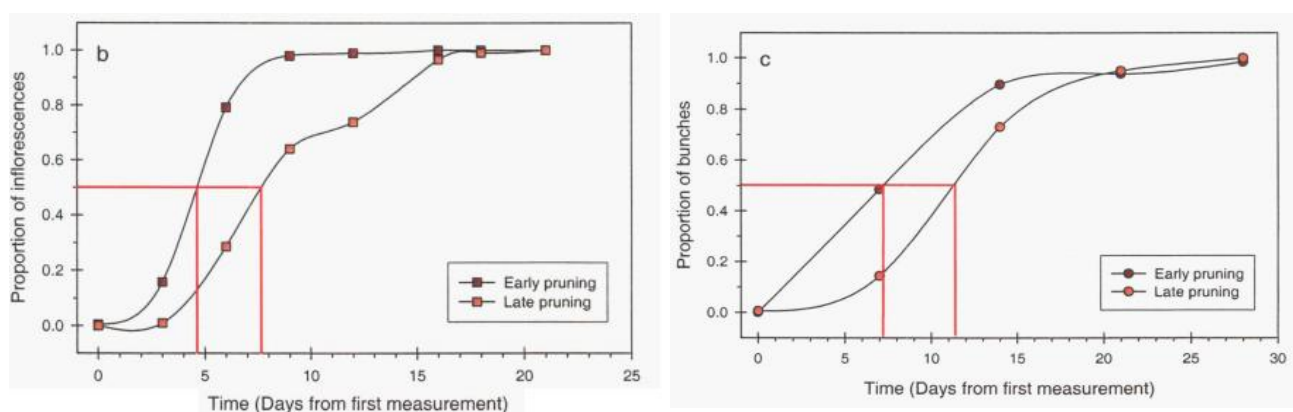 b
Proportion of inflorescences
1.0
0.8
0.6
0.4
0.2
0.0
Early pruning
Late pruning
0 5 10 15 20 25
Time (Days from first measurement)
c
Proportion of bunches
1.0
0.8
0.6
0.4
0.2
0.0
Early pruning
Late pruning
0 5 10 15 20 25 30
Time (Days from first measurement)